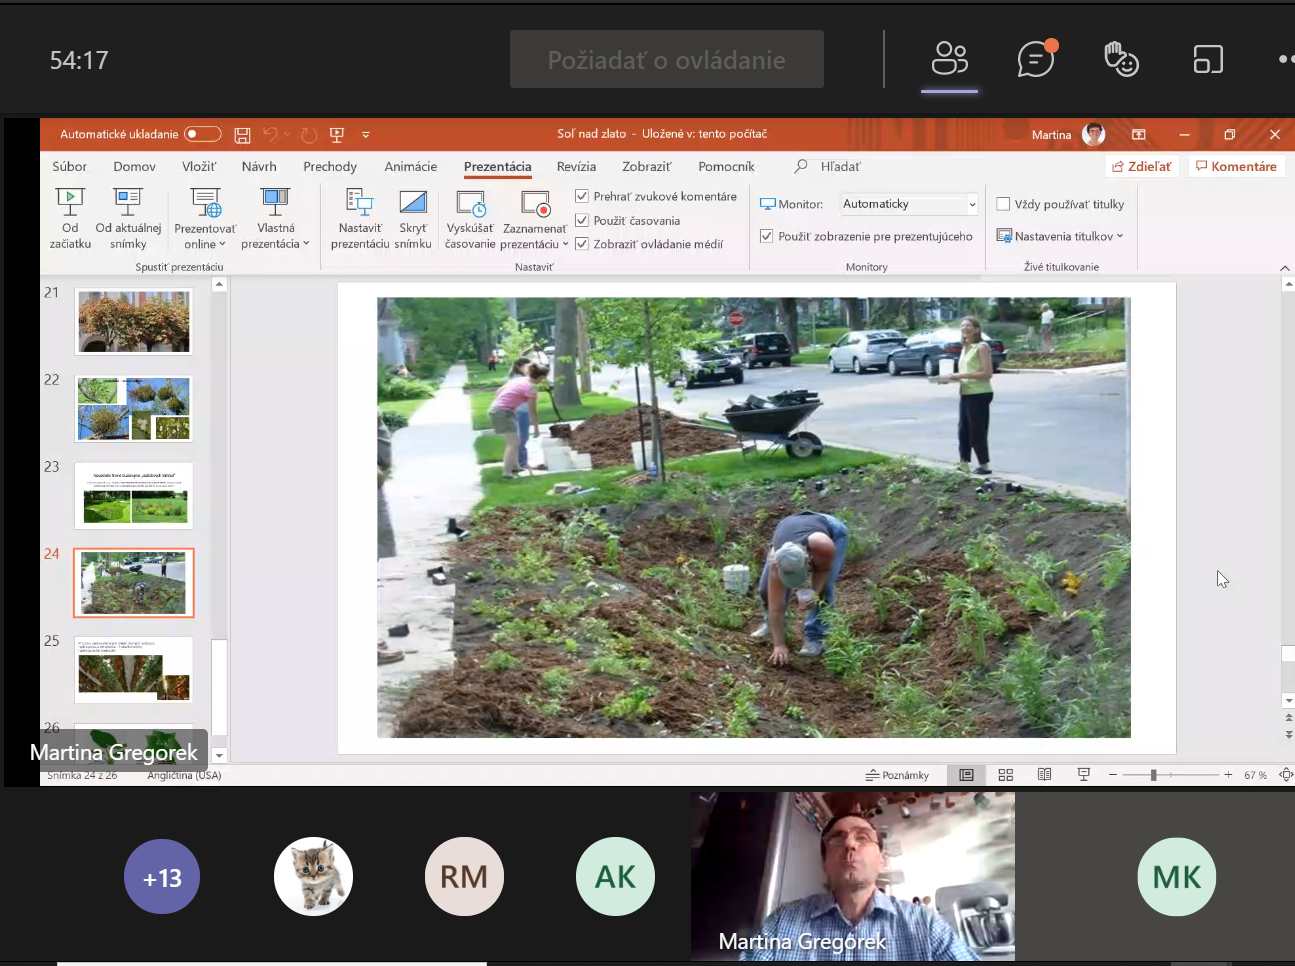 54:17
Požiadať o ovládanie
Automatické ukladanie
Soľ nad zlato - Uložené v: tento počítač
Martina
Súbor Domov Vložiť Návrh Prechody Animácie Prezentácia Revízia Zobraziť Pomocník Hľadať Zdieľať Komentáre
Od začiatku
Od aktuálnej snímky
Prezentovať online
Vlastná prezentácia
Spustiť prezentáciu
Nastaviť prezentáciu
Skryť snímku
Vyskúšať časovanie
Zaznamenať prezentáciu
Prehrať zvukové komentáre
Použiť časovania
Zobraziť ovládanie médií
Nastaviť
Monitor: Automaticky
Použiť zobrazenie pre prezentujúceho
Monitory
Vždy používať titulky
Nastavenia titulkov
Živé titulkovanie
21
22
23
24
25
26
Martina Gregorek
Snímka 24 z 26 Angličtina (USA)
Poznámky
67 %
+13
RM
AK
Martina Gregorek
MK